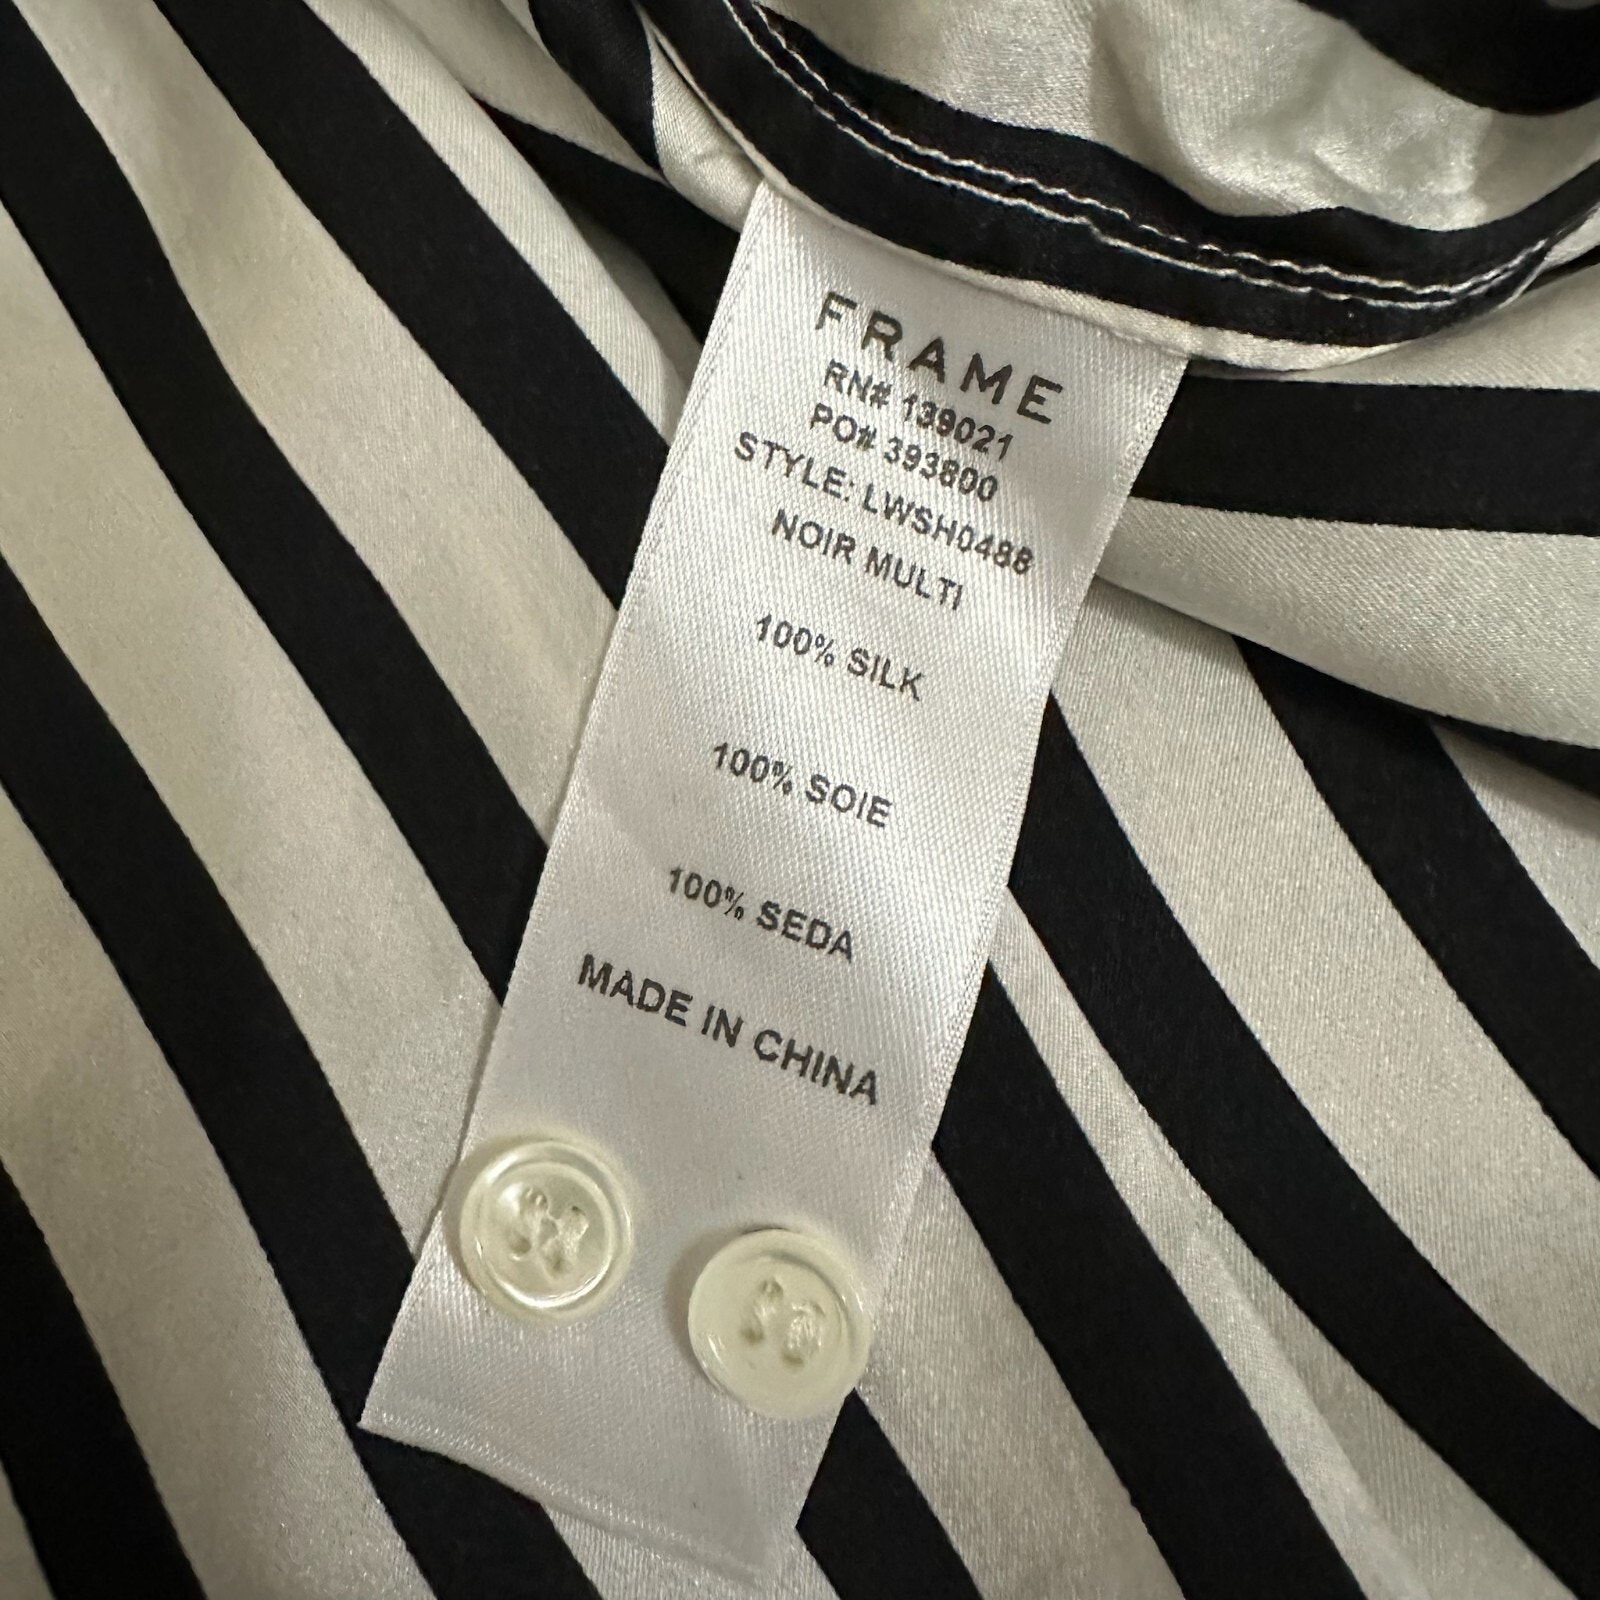 FRAME
RN# 139021
PO# 393800
STYLE: LWSH0488
NOIR MULTI
100% SILK
100% SOIE
100% SEDA
MADE IN CHINA